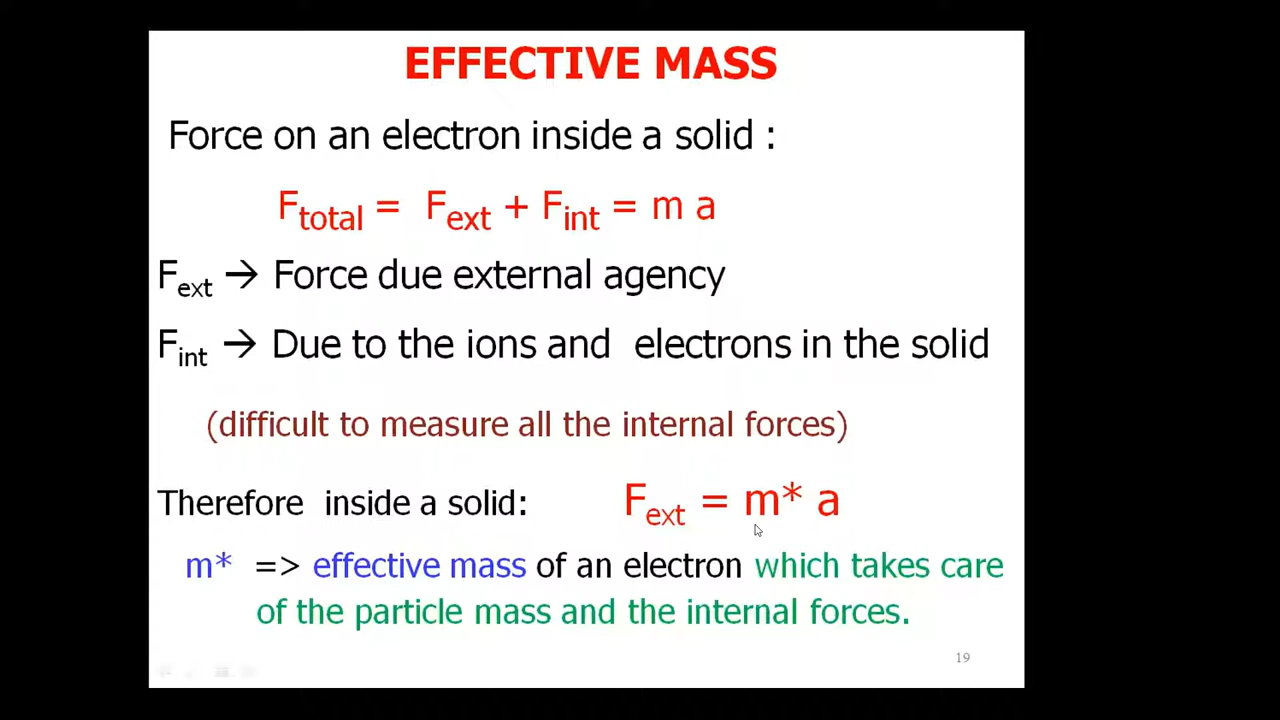 EFFECTIVE MASS
Force on an electron inside a solid :
Ftotal = Fext + Fint = m a
Fext → Force due external agency
Fint → Due to the ions and electrons in the solid
(difficult to measure all the internal forces)
Therefore inside a solid: Fext = m* a
m* => effective mass of an electron which takes care
of the particle mass and the internal forces.
19